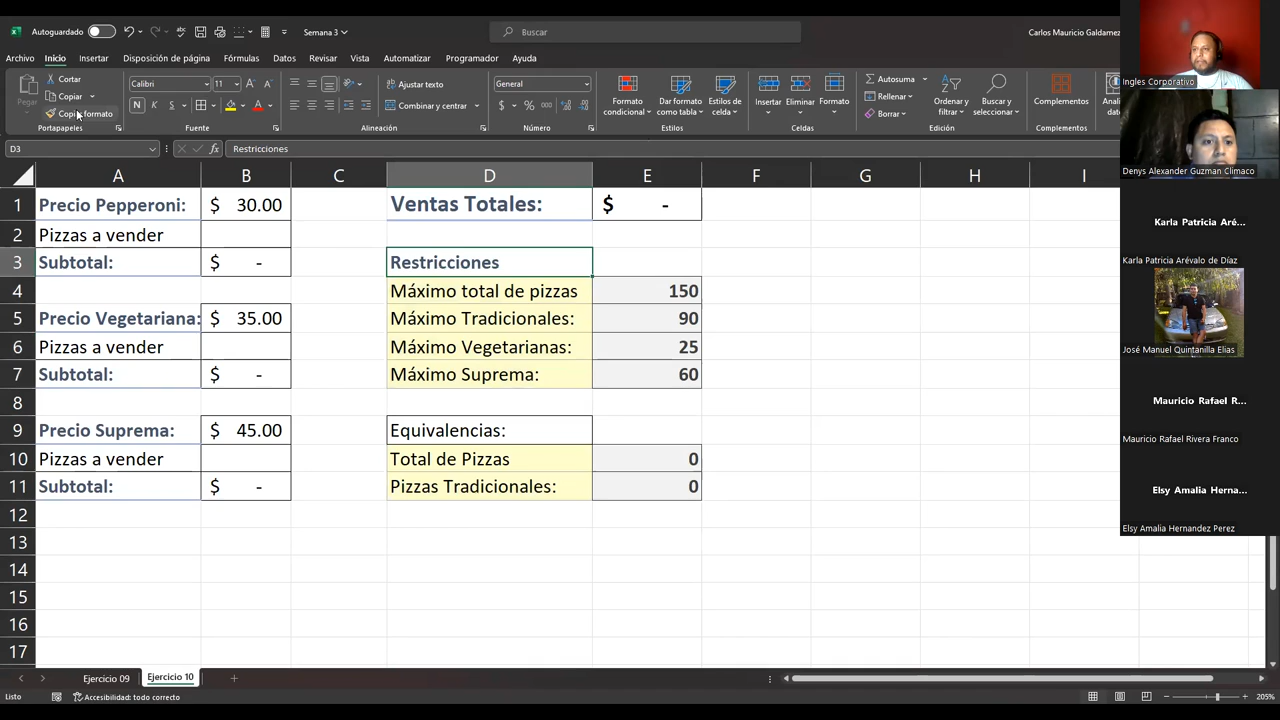 Autoguardado
Semana 3
Buscar
Carlos Mauricio Galdamez
Archivo Inicio Insertar Disposición de página Fórmulas Datos Revisar Vista Automatizar Programador Ayuda
Pegar
Cortar
Copiar
Copiar formato
Portapapeles
Calibri
11
N K S
Fuente
Ajustar texto
Combinar y centrar
Alineación
General
$ % 000
Número
Formato condicional
Dar formato como tabla
Estilos de celda
Estilos
Insertar
Eliminar
Formato
Celdas
Autosuma
Rellenar
Borrar
Ordenar y filtrar
Buscar y seleccionar
Edición
Complementos
Complementos
D3
fx
Restricciones
A B C D E F G H I
1 Precio Pepperoni: $ 30.00 Ventas Totales: $ -
2 Pizzas a vender
3 Subtotal: $ - Restricciones
4 Máximo total de pizzas 150
5 Precio Vegetariana: $ 35.00 Máximo Tradicionales: 90
6 Pizzas a vender Máximo Vegetarianas: 25
7 Subtotal: $ - Máximo Suprema: 60
8
9 Precio Suprema: $ 45.00 Equivalencias:
10 Pizzas a vender Total de Pizzas 0
11 Subtotal: $ - Pizzas Tradicionales: 0
12
13
14
15
16
17
Ejercicio 09 Ejercicio 10
Listo
Accesibilidad: todo correcto
205%
Ingles Corporativo
Denys Alexander Guzman Climaco
Karla Patricia Aré...
Karla Patricia Arévalo de Díaz
José Manuel Quintanilla Elias
Mauricio Rafael R...
Mauricio Rafael Rivera Franco
Elsy Amalia Herna...
Elsy Amalia Hernandez Perez